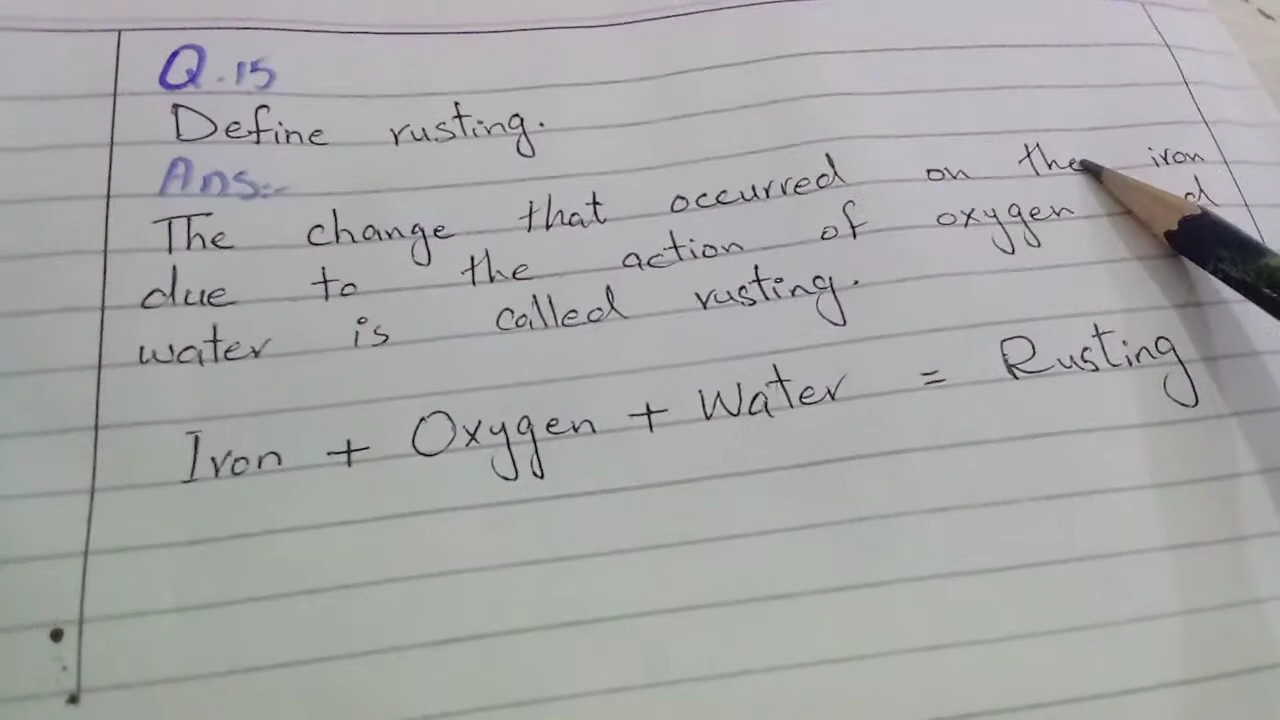 Q.15
Define rusting.
Ans:-
The change that occurred on the iron
due to the action of oxygen
water is called rusting.
Iron + Oxygen + Water = Rusting